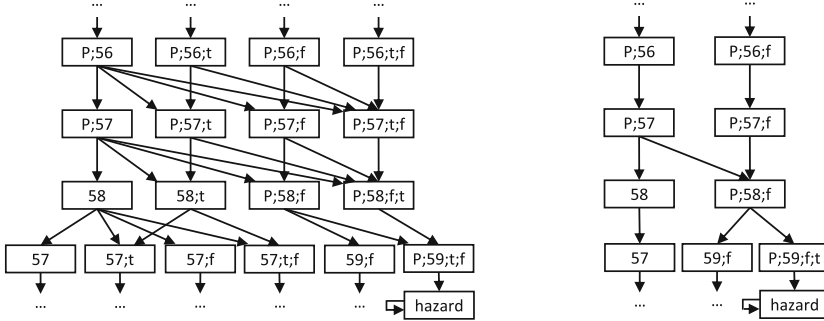 ... ... ... ... ... ...
P;56 P;56;t P;56;f P;56;t;f P;56 P;56;f
P;57 P;57;t P;57;f P;57;t;f P;57 P;57;f
58 58;t P;58;f P;58;f;t 58 P;58;f
57 57;t 57;f 57;t;f 59;f P;59;t;f 57 59;f P;59;f;t
... ... ... ... ... hazard ... ... hazard